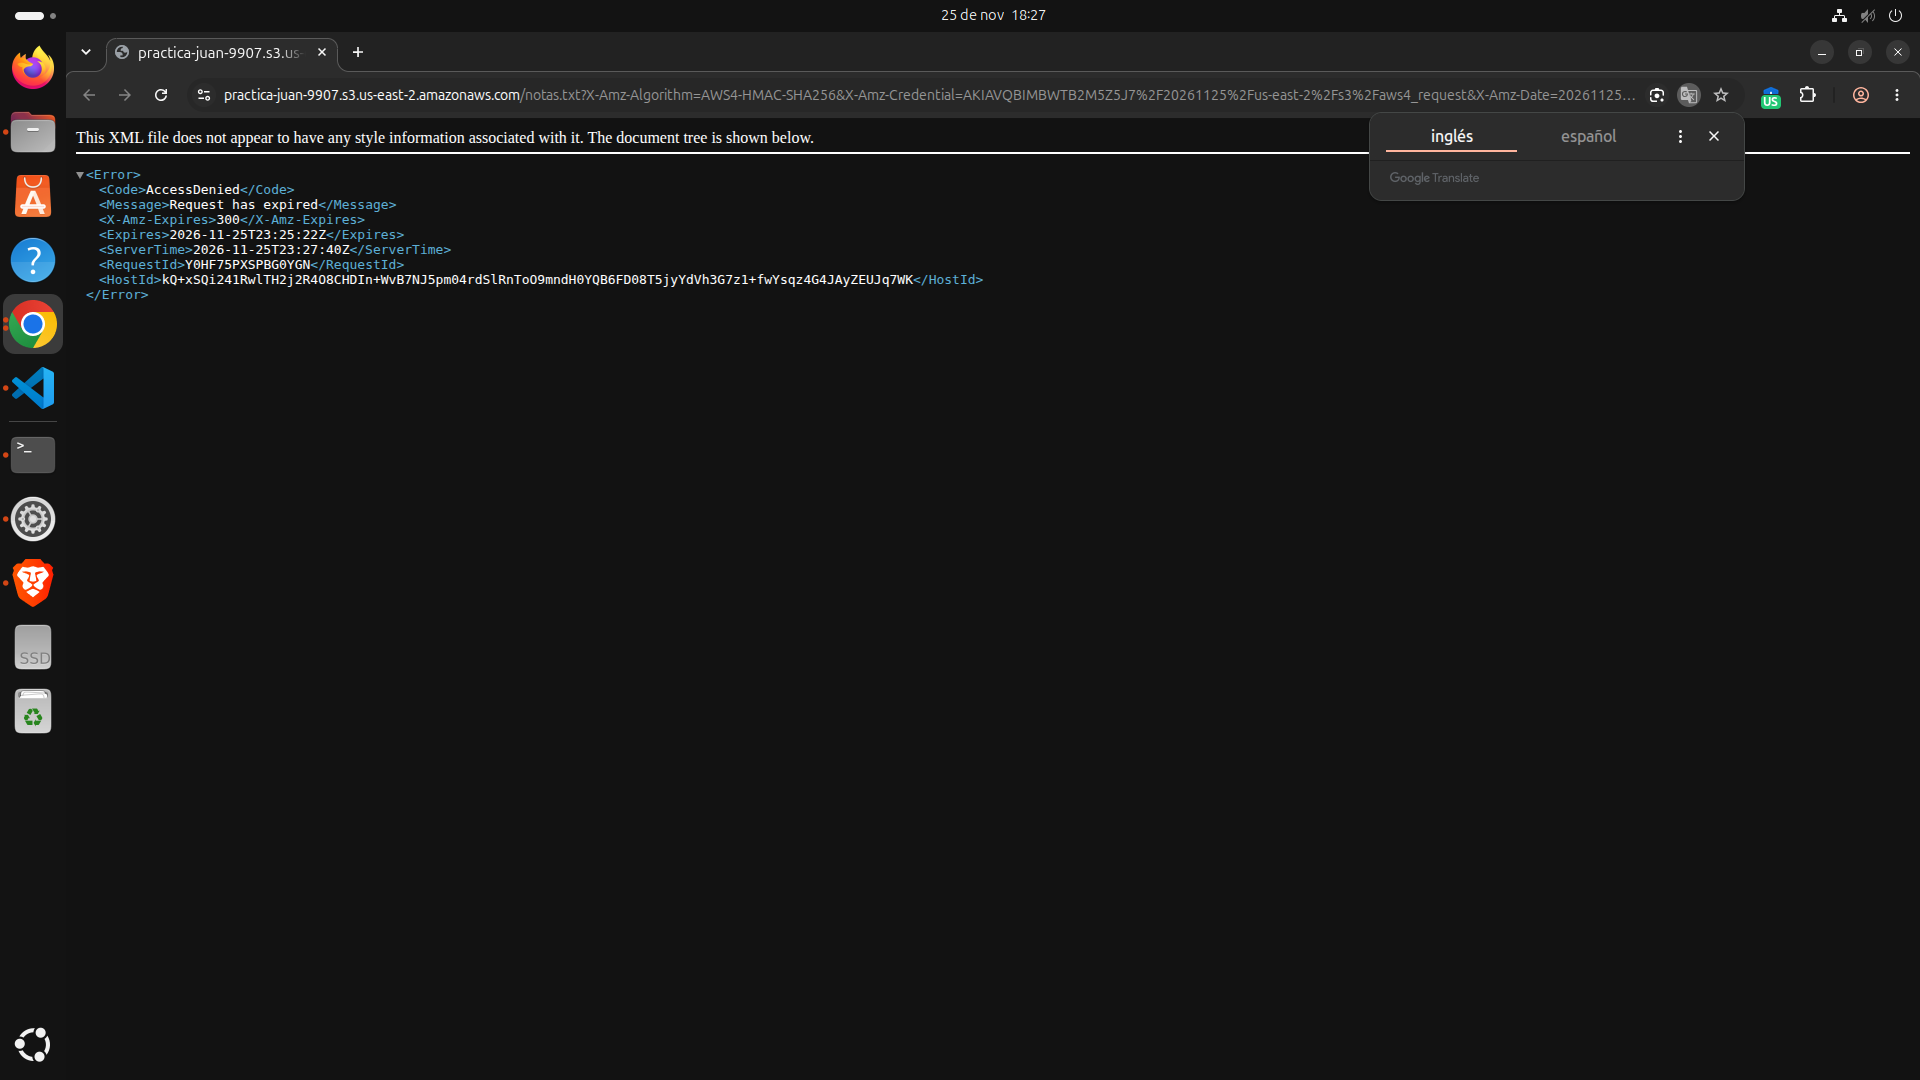 25 de nov 18:27
practica-juan-9907.s3.us-
practica-juan-9907.s3.us-east-2.amazonaws.com/notas.txt?X-Amz-Algorithm=AWS4-HMAC-SHA256&X-Amz-Credential=AKIAVQBIMBWTB2M5Z5J7%2F20261125%2Fus-east-2%2Fs3%2Faws4_request&X-Amz-Date=20261125...
US
inglés español
Google Translate
This XML file does not appear to have any style information associated with it. The document tree is shown below.
▼<Error>
<Code>AccessDenied</Code>
<Message>Request has expired</Message>
<X-Amz-Expires>300</X-Amz-Expires>
<Expires>2026-11-25T23:25:22Z</Expires>
<ServerTime>2026-11-25T23:27:40Z</ServerTime>
<RequestId>Y0HF75PXSPBG0YGN</RequestId>
<HostId>kQ+xSQi241RwlTH2j2R4O8CHDIn+WvB7NJ5pm04rdSlRnToO9mndH0YQB6FD08T5jyYdVh3G7z1+fwYsqz4G4JAyZEUJq7WK</HostId>
</Error>
SSD